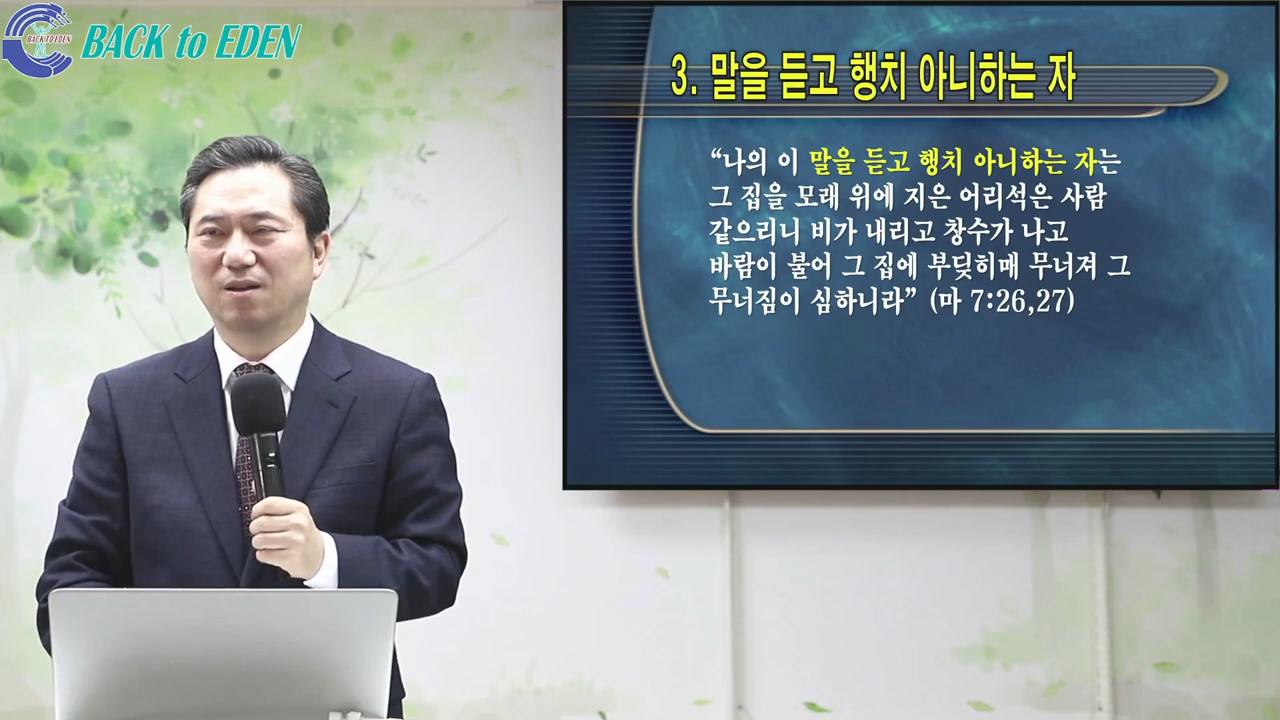 BACK TO EDEN
BACK to EDEN
3. 말을 듣고 행치 아니하는 자
“나의 이 말을 듣고 행치 아니하는 자는
그 집을 모래 위에 지은 어리석은 사람
같으리니 비가 내리고 창수가 나고
바람이 불어 그 집에 부딪히매 무너져 그
무너짐이 심하니라” (마 7:26,27)